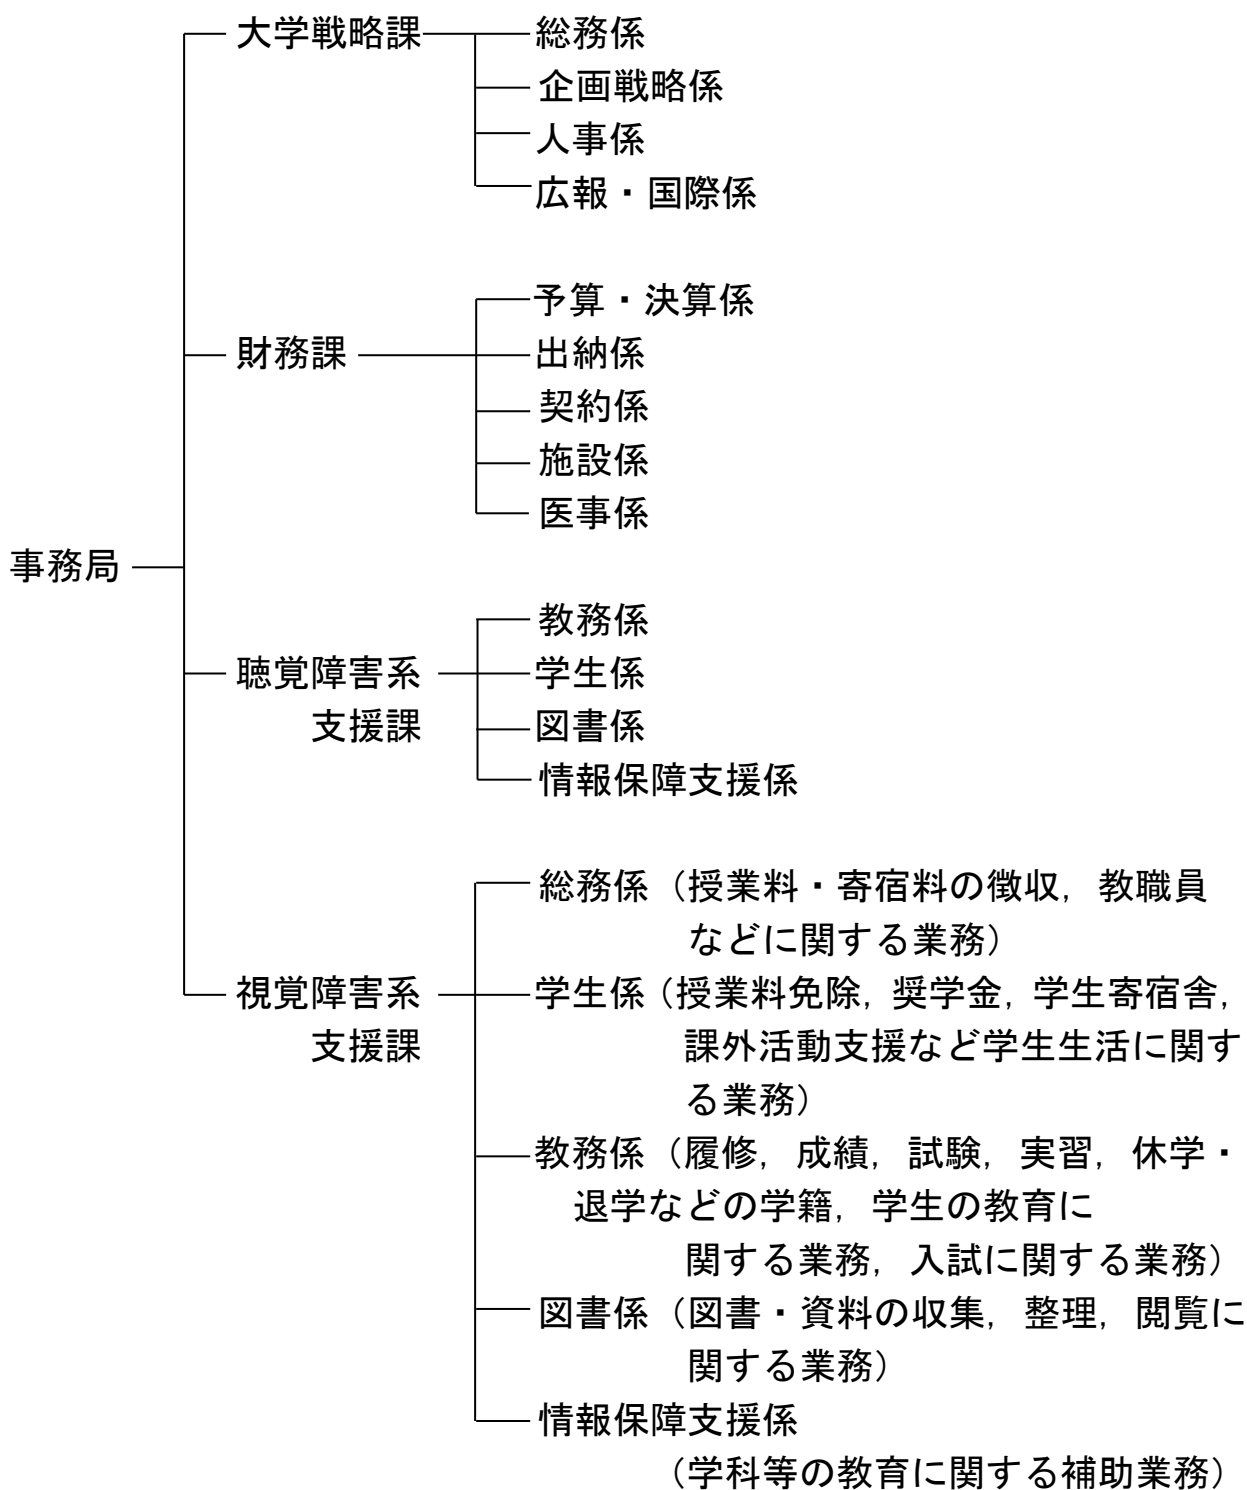 大学戦略課
総務係
企画戦略係
人事係
広報・国際係
予算・決算係
財務課
出納係
契約係
施設係
医事係
事務局
教務係
聴覚障害系
支援課
学生係
図書係
情報保障支援係
総務係（授業料・寄宿料の徴収，教職員
などに関する業務）
視覚障害系
支援課
学生係（授業料免除，奨学金，学生寄宿舎，
課外活動支援など学生生活に関す
る業務）
教務係（履修，成績，試験，実習，休学・
退学などの学籍，学生の教育に
関する業務，入試に関する業務）
図書係（図書・資料の収集，整理，閲覧に
関する業務）
情報保障支援係
（学科等の教育に関する補助業務）